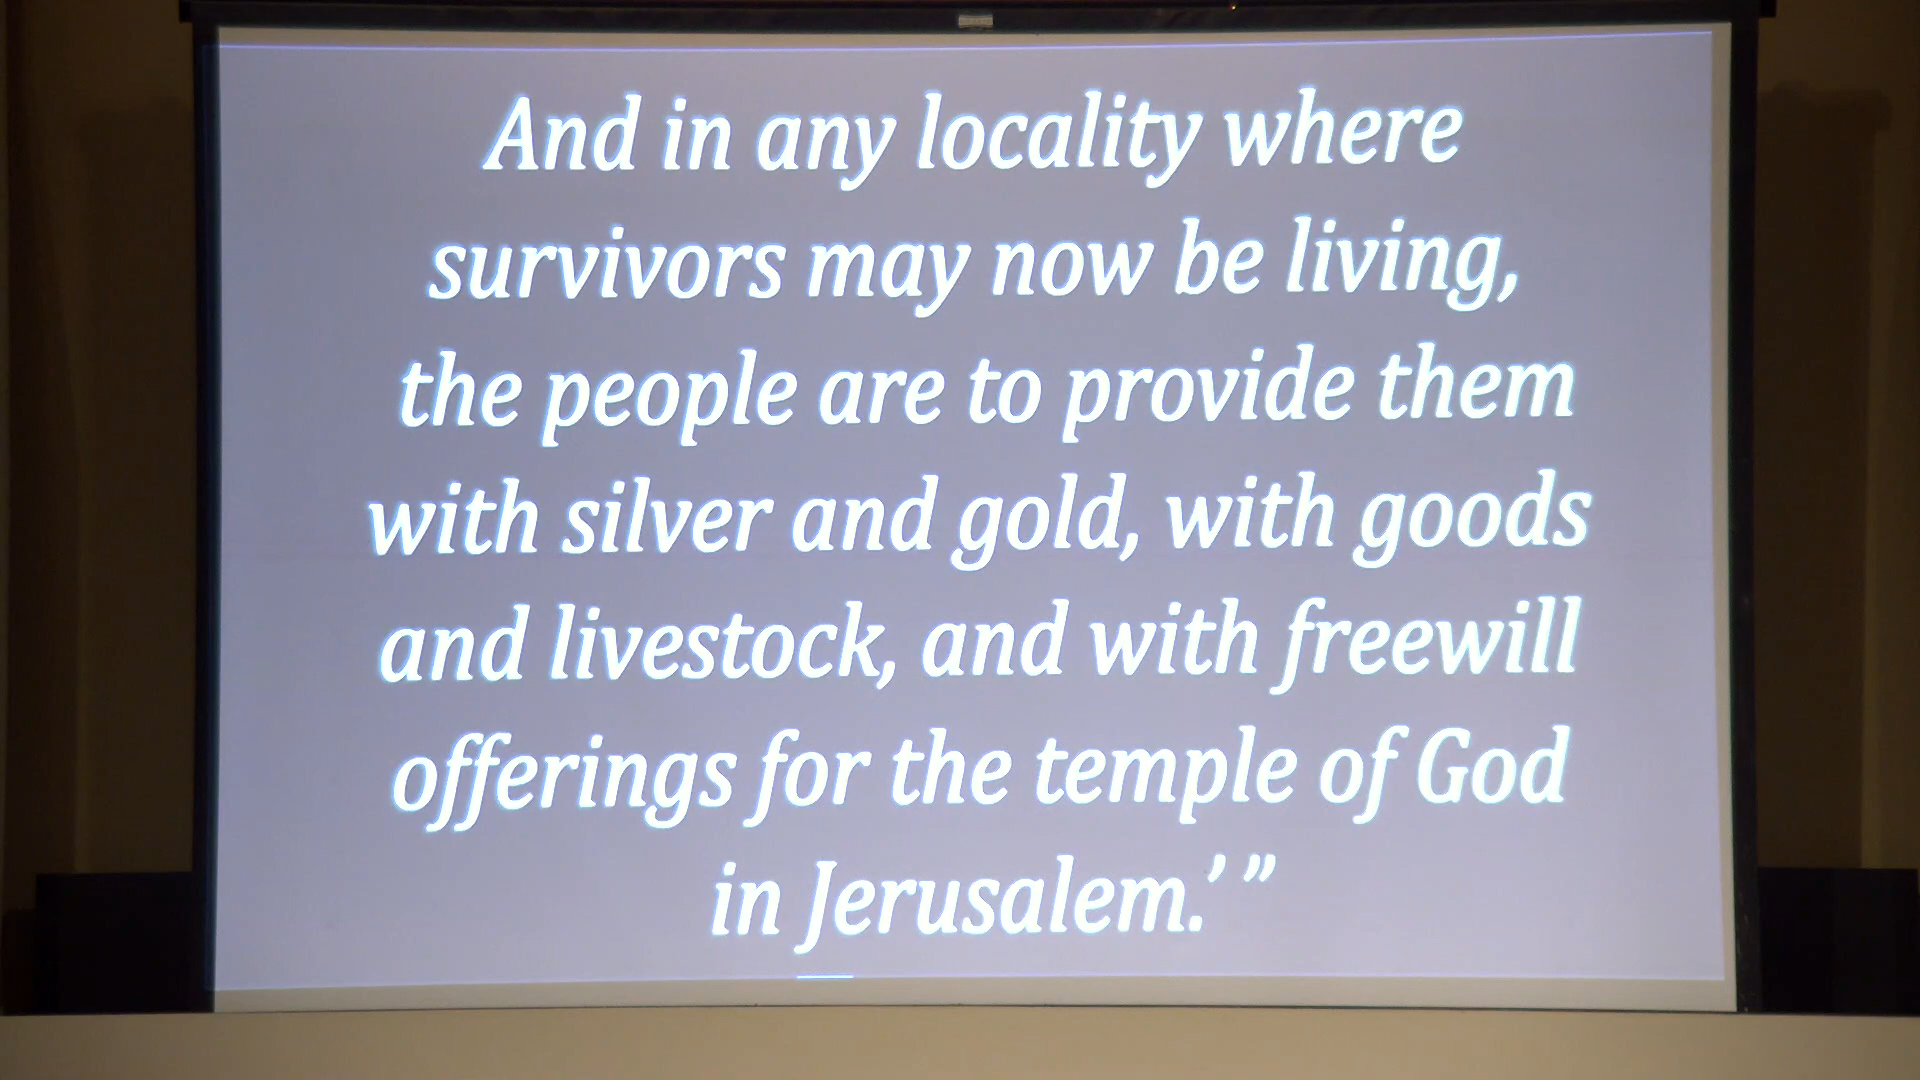 And in any locality where
survivors may now be living,
the people are to provide them
with silver and gold, with goods
and livestock, and with freewill
offerings for the temple of God
in Jerusalem.’ ”